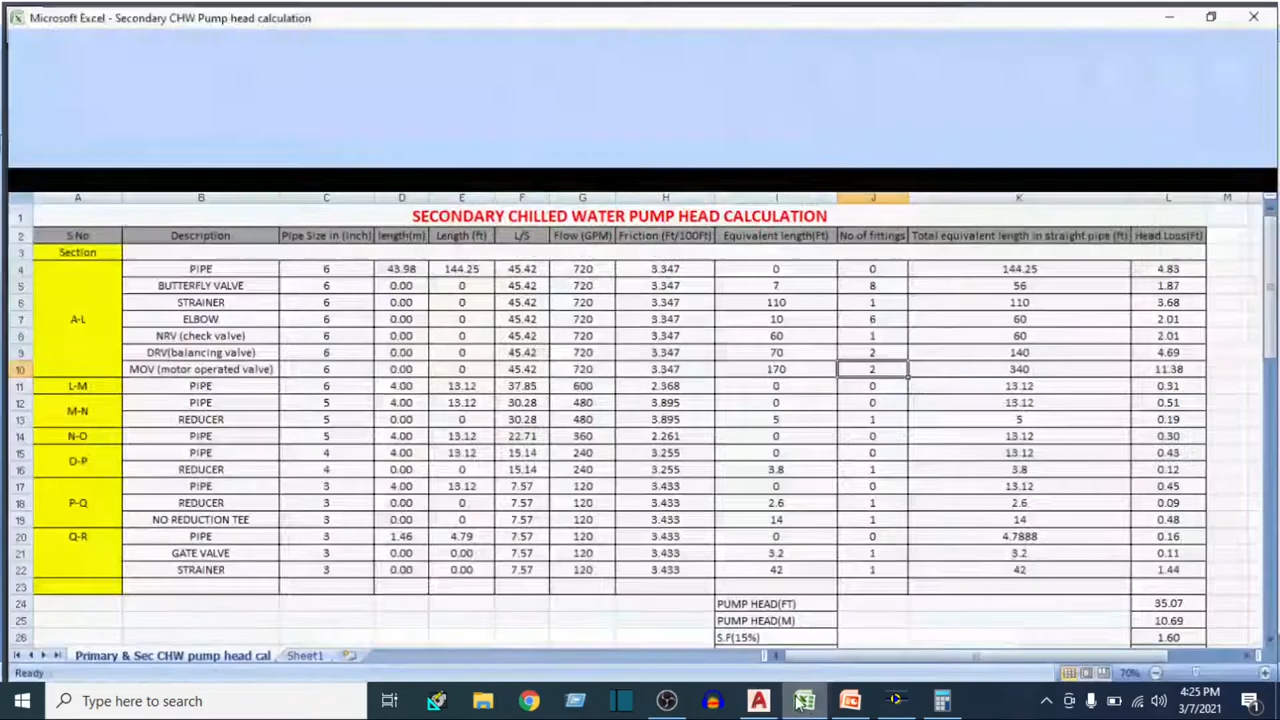 Microsoft Excel - Secondary CHW Pump head calculation
A B C D E F G H I J K L M
1 SECONDARY CHILLED WATER PUMP HEAD CALCULATION
2 S.No Description Pipe Size in (inch) length(m) Length (ft) L/S Flow (GPM) Friction (Ft/100Ft) Equivalent length(Ft) No.of fittings Total equivalent length in straight pipe (ft) Head Loss(Ft)
3 Section
4 PIPE 6 43.98 144.25 45.42 720 3.347 0 0 144.25 4.83
5 BUTTERFLY VALVE 6 0.00 0 45.42 720 3.347 7 8 56 1.87
6 STRAINER 6 0.00 0 45.42 720 3.347 110 1 110 3.68
7 A-L ELBOW 6 0.00 0 45.42 720 3.347 10 6 60 2.01
8 NRV (check valve) 6 0.00 0 45.42 720 3.347 60 1 60 2.01
9 DRV(balancing valve) 6 0.00 0 45.42 720 3.347 70 2 140 4.69
10 MOV (motor operated valve) 6 0.00 0 45.42 720 3.347 170 2 340 11.38
11 L-M PIPE 6 4.00 13.12 37.85 600 2.368 0 0 13.12 0.31
12 M-N PIPE 5 4.00 13.12 30.28 480 3.895 0 0 13.12 0.51
13 REDUCER 5 0.00 0 30.28 480 3.895 5 1 5 0.19
14 N-O PIPE 5 4.00 13.12 22.71 360 2.261 0 0 13.12 0.30
15 O-P PIPE 4 4.00 13.12 15.14 240 3.255 0 0 13.12 0.43
16 REDUCER 4 0.00 0 15.14 240 3.255 3.8 1 3.8 0.12
17 PIPE 3 4.00 13.12 7.57 120 3.433 0 0 13.12 0.45
18 P-Q REDUCER 3 0.00 0 7.57 120 3.433 2.6 1 2.6 0.09
19 NO REDUCTION TEE 3 0.00 0 7.57 120 3.433 14 1 14 0.48
20 Q-R PIPE 3 1.46 4.79 7.57 120 3.433 0 0 4.7888 0.16
21 GATE VALVE 3 0.00 0.00 7.57 120 3.433 3.2 1 3.2 0.11
22 STRAINER 3 0.00 0.00 7.57 120 3.433 42 1 42 1.44
23
24 PUMP HEAD(FT) 35.07
25 PUMP HEAD(M) 10.69
26 S.F(15%) 1.60
Primary & Sec CHW pump head cal Sheet1
Ready 70%
Type here to search
4:25 PM
3/7/2021
1